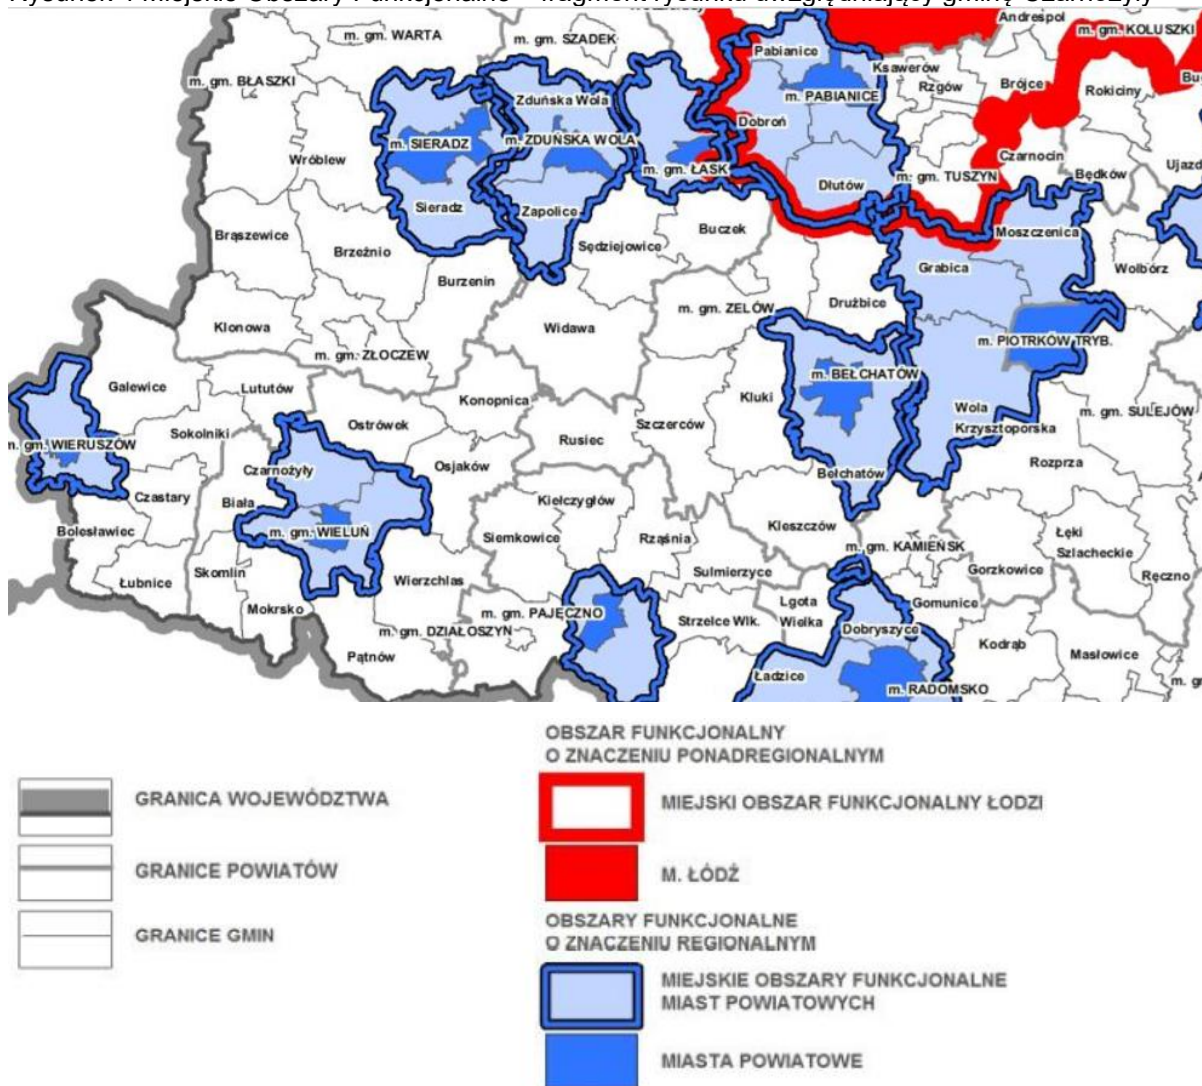 Andrespol
m. gm. WARTA
m. gm. SZADEK
m. gm. KOLUSZKI
Pabianice
m. gm. BŁASZKI
Ksawerów
Rzgów
Brójce
Rokiciny
Zduńska Wola
m. PABIANICE
Dobroń
m. SIERADZ
m. ZDUŃSKA WOLA
Wróblew
Czarnocin
m. gm. ŁASK
m. gm. TUSZYN
Będków
Dłutów
Sieradz
Zapolice
Buczek
Moszczenica
Brąszewice
Brzeźnio
Sędziejowice
Grabica
Wolbórz
Burzenin
Drużbice
m. gm. ZELÓW
Klonowa
Widawa
m. PIOTRKÓW TRYB.
m. gm. ZŁOCZEW
m. BEŁCHATÓW
Galewice
Lututów
Konopnica
Kluki
Wola
Krzysztoporska
m. gm. SULEJÓW
Ostrówek
Szczerców
Sokolniki
Rusiec
m. gm. WIERUSZÓW
Czarnożyły
Osjaków
Rozprza
Bełchatów
Czastary
Biała
Kiełczygłów
Bolesławiec
m. gm. WIELUŃ
Siemkowice
Rząśnia
Kleszczów
Łęki
Szlacheckie
m. gm. KAMIEŃSK
Skomlin
Łubnice
Wierzchlas
Sulmierzyce
Gorzkowice
Ręczno
Mokrsko
m. gm. PAJĘCZNO
Lgota
Wielka
Gomunice
Strzelce Wlk.
m. gm. DZIAŁOSZYN
Dobryszyce
Kodrąb
Masłowice
Pątnów
Ładzice
m. RADOMSKO
GRANICA WOJEWÓDZTWA
GRANICE POWIATÓW
GRANICE GMIN
OBSZAR FUNKCJONALNY
O ZNACZENIU PONADREGIONALNYM
MIEJSKI OBSZAR FUNKCJONALNY ŁODZI
M. ŁÓDŹ
OBSZARY FUNKCJONALNE
O ZNACZENIU REGIONALNYM
MIEJSKIE OBSZARY FUNKCJONALNE
MIAST POWIATOWYCH
MIASTA POWIATOWE